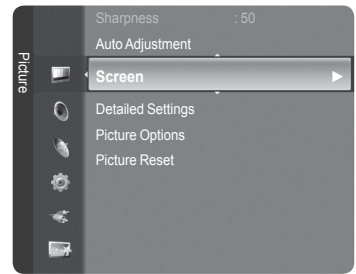 Picture
Sharpness : 50
Auto Adjustment
Screen
Detailed Settings
Picture Options
Picture Reset